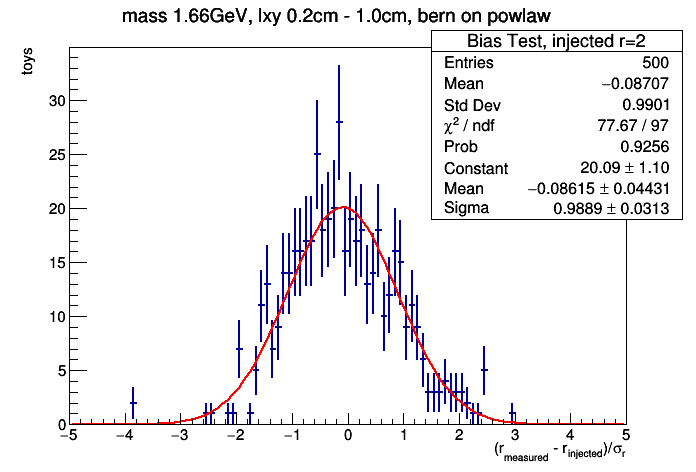 mass 1.66GeV, lxy 0.2cm - 1.0cm, bern on powlaw
toys
Bias Test, injected r=2
Entries 500
Mean −0.08707
Std Dev 0.9901
χ² / ndf 77.67 / 97
Prob 0.9256
Constant 20.09 ± 1.10
Mean −0.08615 ± 0.04431
Sigma 0.9889 ± 0.0313
30
25
20
15
10
5
0
−5 −4 −3 −2 −1 0 1 2 3 4 5
(r_measured - r_injected)/σ_r